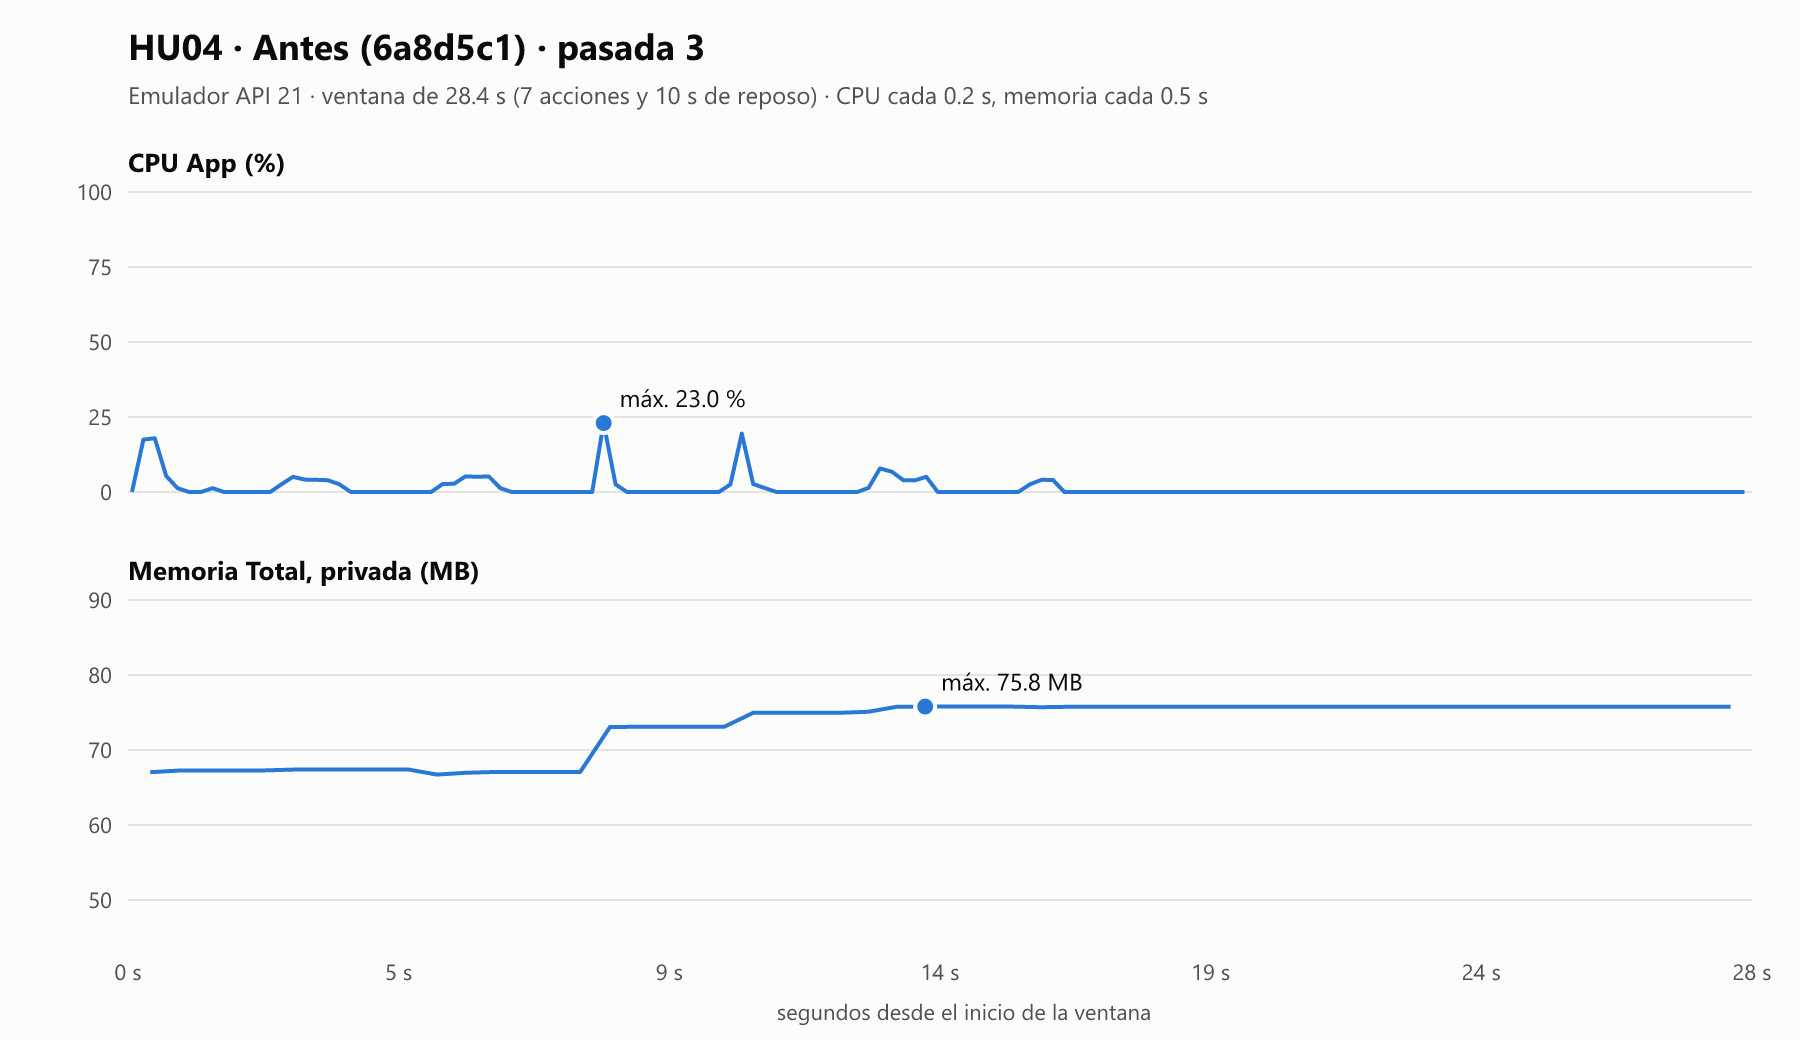 HU04 · Antes (6a8d5c1) · pasada 3
Emulador API 21 · ventana de 28.4 s (7 acciones y 10 s de reposo) · CPU cada 0.2 s, memoria cada 0.5 s
CPU App (%)
100
75
50
máx. 23.0 %
25
0
Memoria Total, privada (MB)
90
80
máx. 75.8 MB
70
60
50
0 s 5 s 9 s 14 s 19 s 24 s 28 s
segundos desde el inicio de la ventana